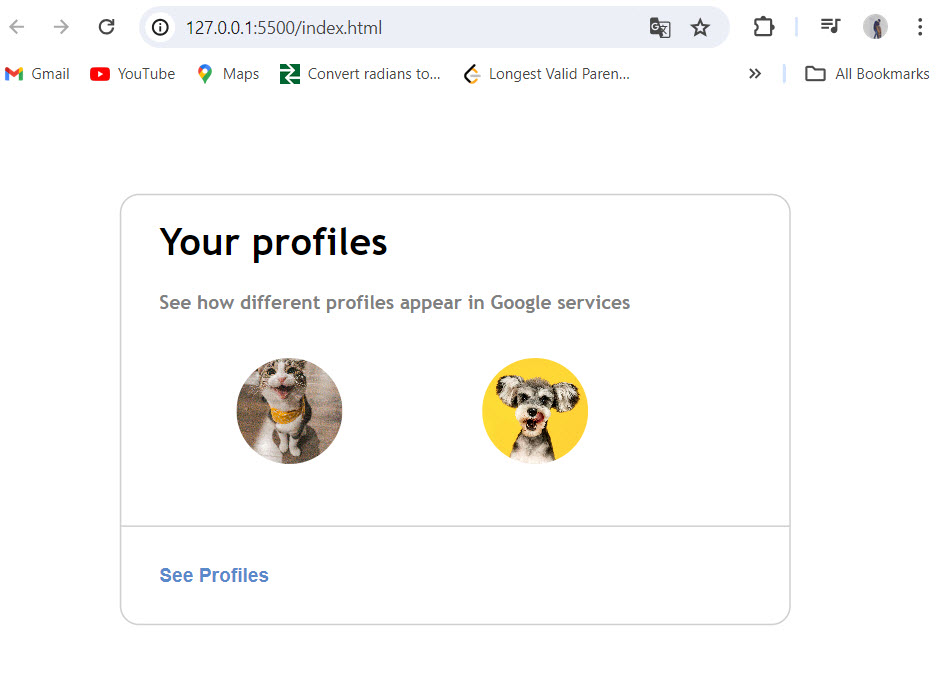 127.0.0.1:5500/index.html
Gmail YouTube Maps Convert radians to... Longest Valid Paren... » All Bookmarks
Your profiles
See how different profiles appear in Google services
See Profiles